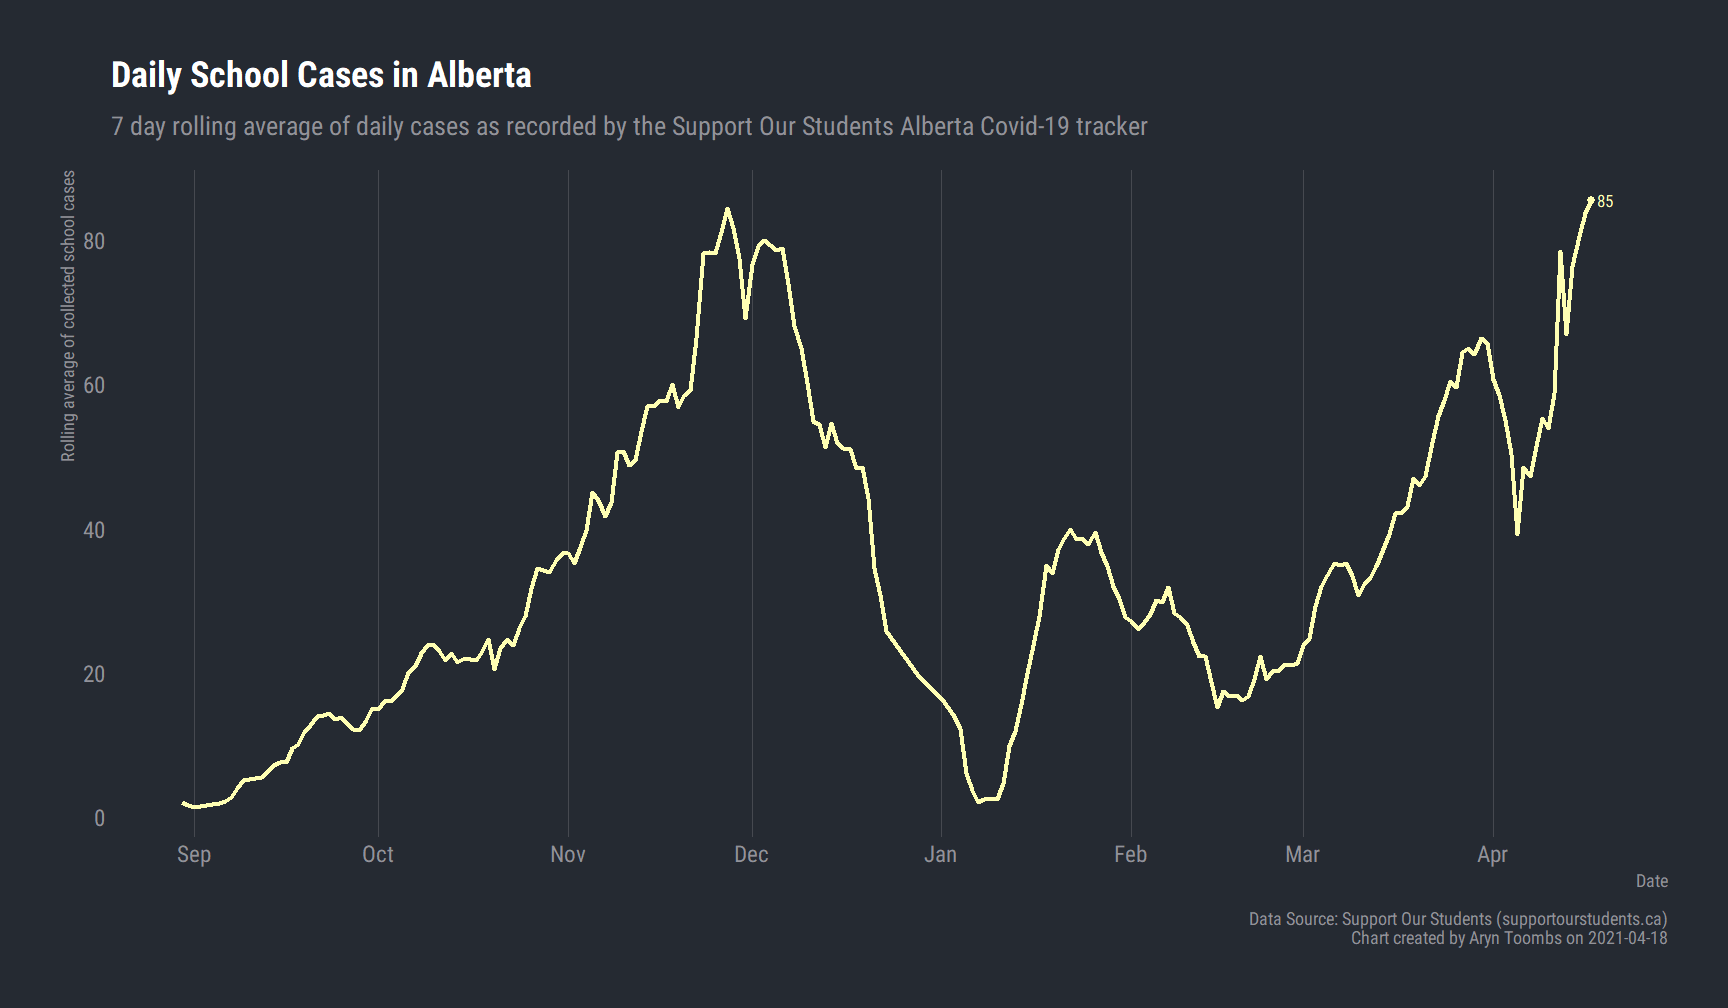 Daily School Cases in Alberta
7 day rolling average of daily cases as recorded by the Support Our Students Alberta Covid-19 tracker
Rolling average of collected school cases
80
60
40
20
0
85
Sep Oct Nov Dec Jan Feb Mar Apr
Date
Data Source: Support Our Students (supportourstudents.ca)
Chart created by Aryn Toombs on 2021-04-18